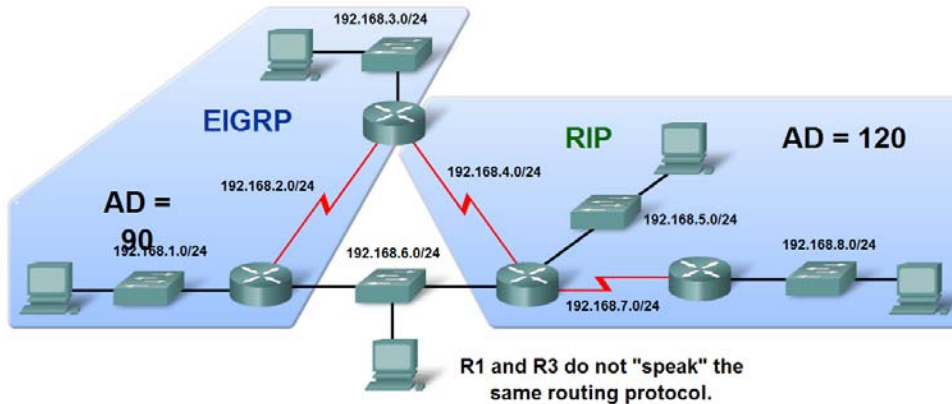 192.168.3.0/24
EIGRP
RIP
AD = 120
192.168.2.0/24
192.168.4.0/24
AD =
90
192.168.1.0/24
192.168.6.0/24
192.168.5.0/24
192.168.8.0/24
192.168.7.0/24
R1 and R3 do not "speak" the
same routing protocol.